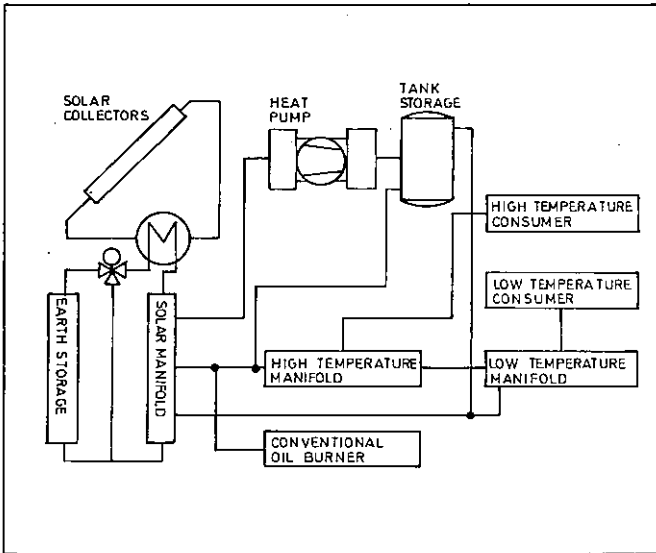 SOLAR
COLLECTORS
HEAT
PUMP
TANK
STORAGE
HIGH TEMPERATURE
CONSUMER
LOW TEMPERATURE
CONSUMER
EARTH STORAGE
SOLAR MANIFOLD
HIGH TEMPERATURE
MANIFOLD
LOW TEMPERATURE
MANIFOLD
CONVENTIONAL
OIL BURNER